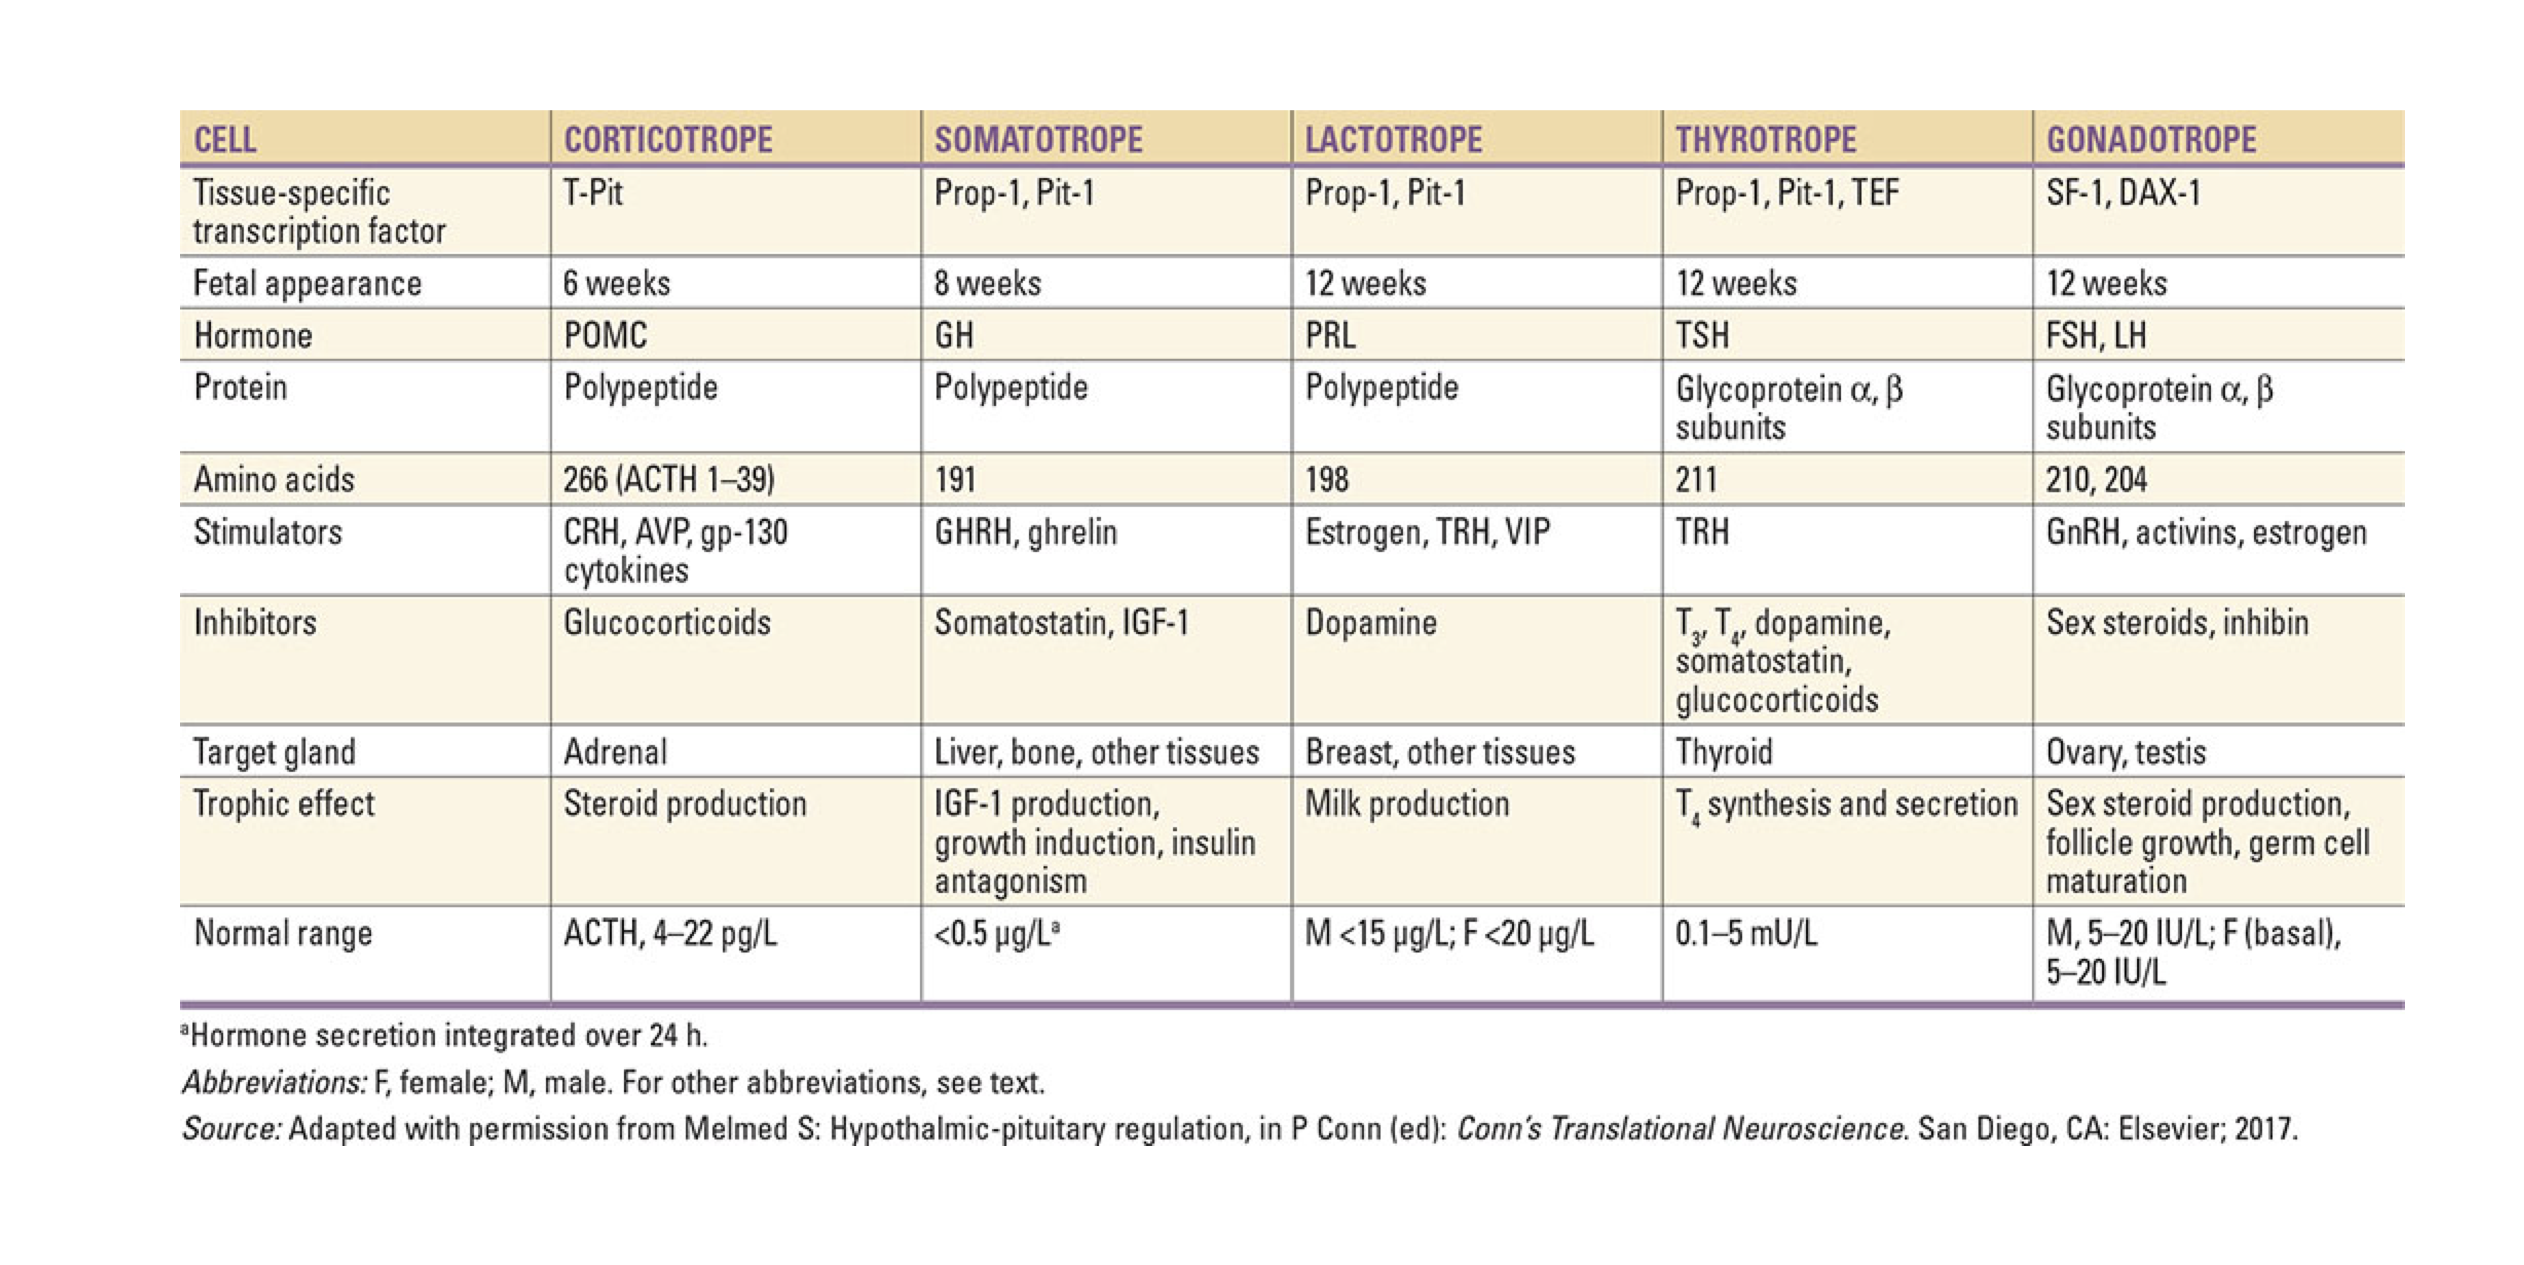 CELL CORTICOTROPE SOMATOTROPE LACTOTROPE THYROTROPE GONADOTROPE
Tissue-specific transcription factor T-Pit Prop-1, Pit-1 Prop-1, Pit-1 Prop-1, Pit-1, TEF SF-1, DAX-1
Fetal appearance 6 weeks 8 weeks 12 weeks 12 weeks 12 weeks
Hormone POMC GH PRL TSH FSH, LH
Protein Polypeptide Polypeptide Polypeptide Glycoprotein α, β subunits Glycoprotein α, β subunits
Amino acids 266 (ACTH 1–39) 191 198 211 210, 204
Stimulators CRH, AVP, gp-130 cytokines GHRH, ghrelin Estrogen, TRH, VIP TRH GnRH, activins, estrogen
Inhibitors Glucocorticoids Somatostatin, IGF-1 Dopamine T₃, T₄, dopamine, somatostatin, glucocorticoids Sex steroids, inhibin
Target gland Adrenal Liver, bone, other tissues Breast, other tissues Thyroid Ovary, testis
Trophic effect Steroid production IGF-1 production, growth induction, insulin antagonism Milk production T₄ synthesis and secretion Sex steroid production, follicle growth, germ cell maturation
Normal range ACTH, 4–22 pg/L <0.5 µg/Lᵃ M <15 µg/L; F <20 µg/L 0.1–5 mU/L M, 5–20 IU/L; F (basal), 5–20 IU/L
ᵃHormone secretion integrated over 24 h.
Abbreviations: F, female; M, male. For other abbreviations, see text.
Source: Adapted with permission from Melmed S: Hypothalmic-pituitary regulation, in P Conn (ed): Conn’s Translational Neuroscience. San Diego, CA: Elsevier; 2017.